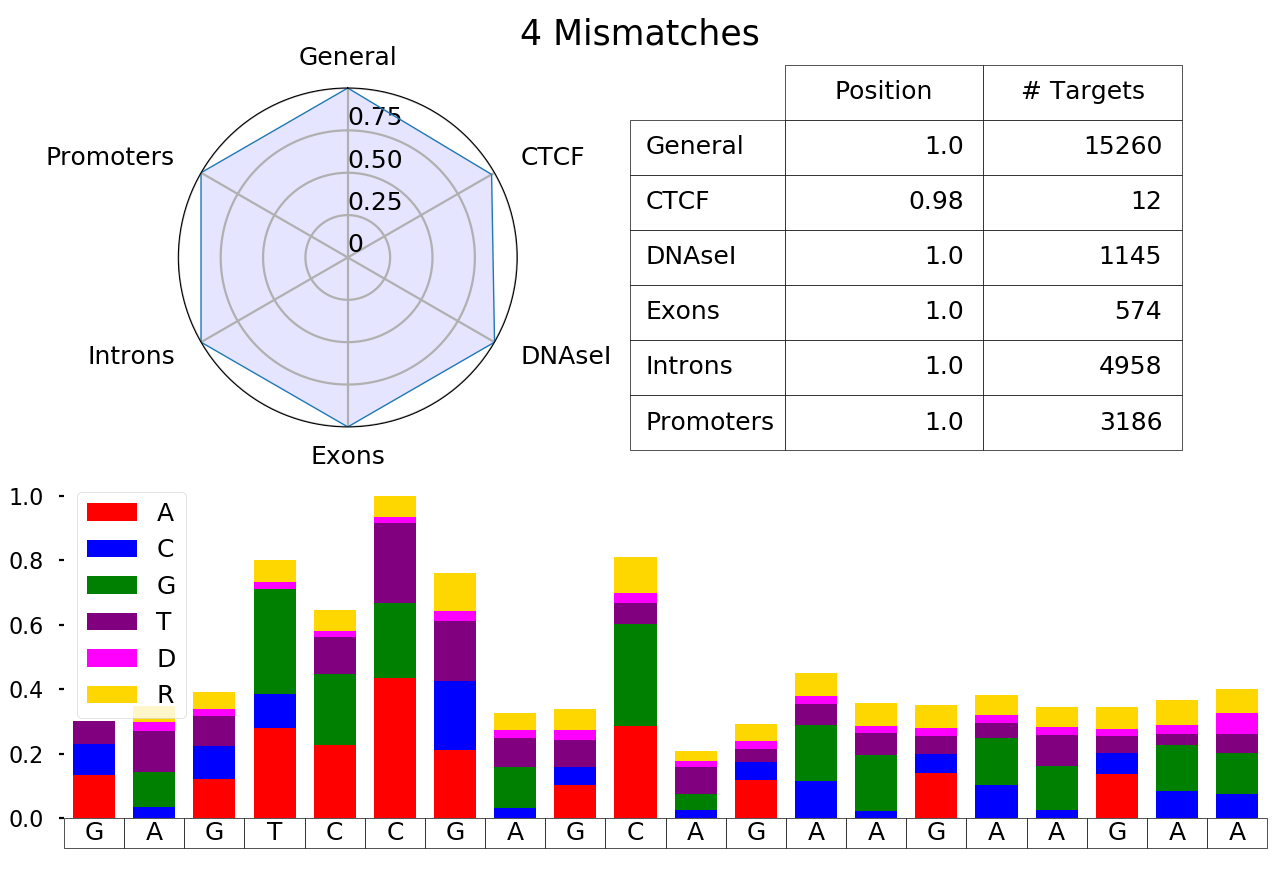 4 Mismatches
General
Promoters
CTCF
Introns
DNAseI
Exons
0.75
0.50
0.25
0
Position # Targets
General 1.0 15260
CTCF 0.98 12
DNAseI 1.0 1145
Exons 1.0 574
Introns 1.0 4958
Promoters 1.0 3186
1.0
0.8
0.6
0.4
0.2
0.0
A
C
G
T
D
R
G A G T C C G A G C A G A A G A A G A A